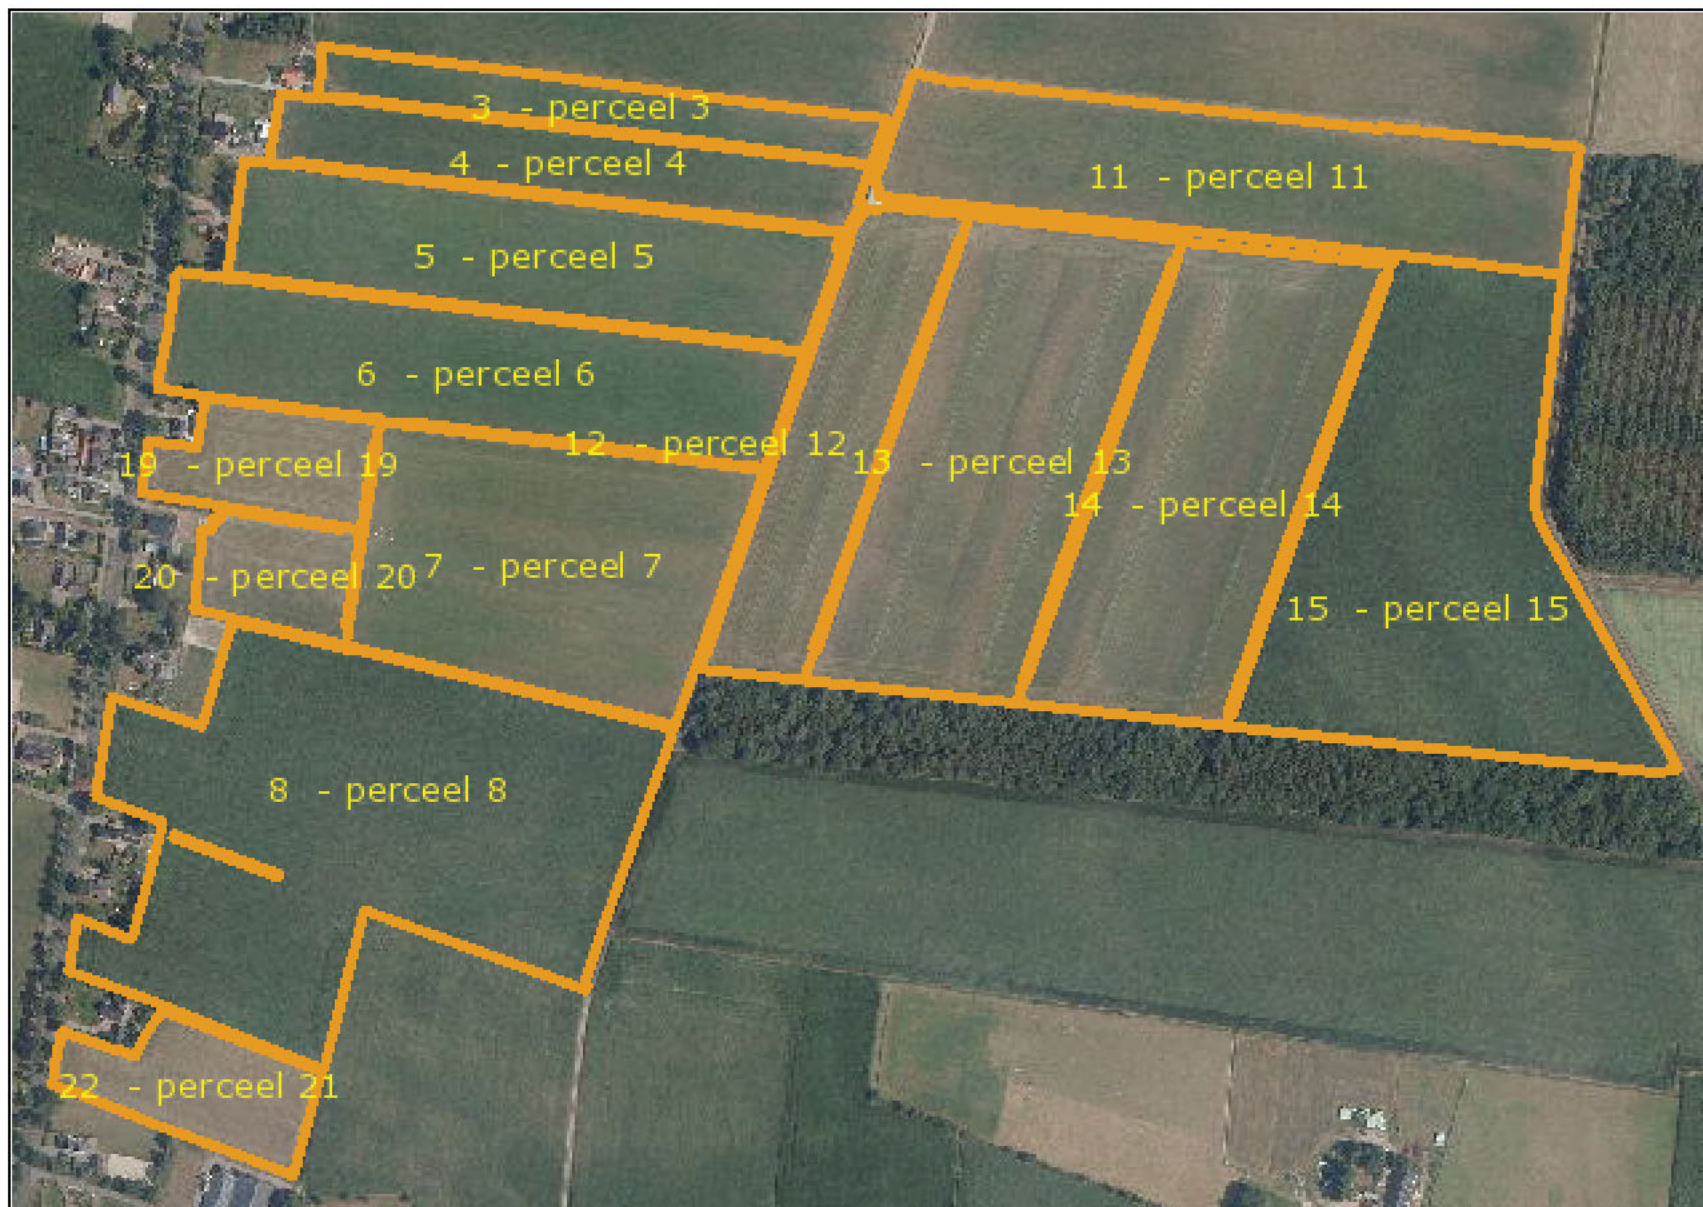 3 - perceel 3
4 - perceel 4
11 - perceel 11
5 - perceel 5
6 - perceel 6
12 - perceel 12
13 - perceel 13
19 - perceel 19
14 - perceel 14
7 - perceel 7
20 - perceel 20
15 - perceel 15
8 - perceel 8
22 - perceel 21